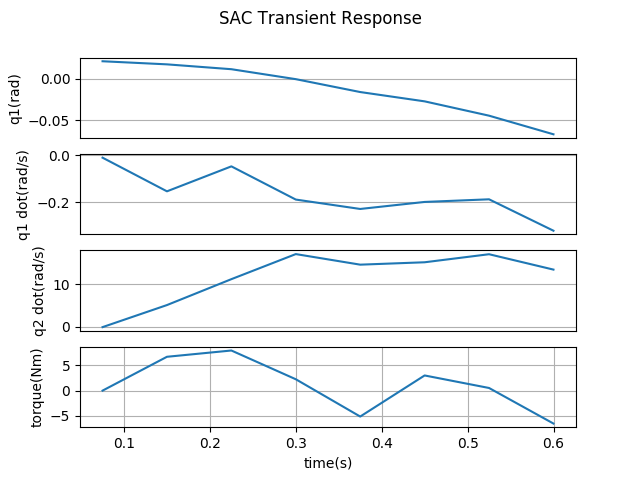 SAC Transient Response
q1(rad)
0.00
−0.05
q1 dot(rad/s)
0.0
−0.2
q2 dot(rad/s)
10
0
torque(Nm)
5
0
−5
0.1 0.2 0.3 0.4 0.5 0.6
time(s)